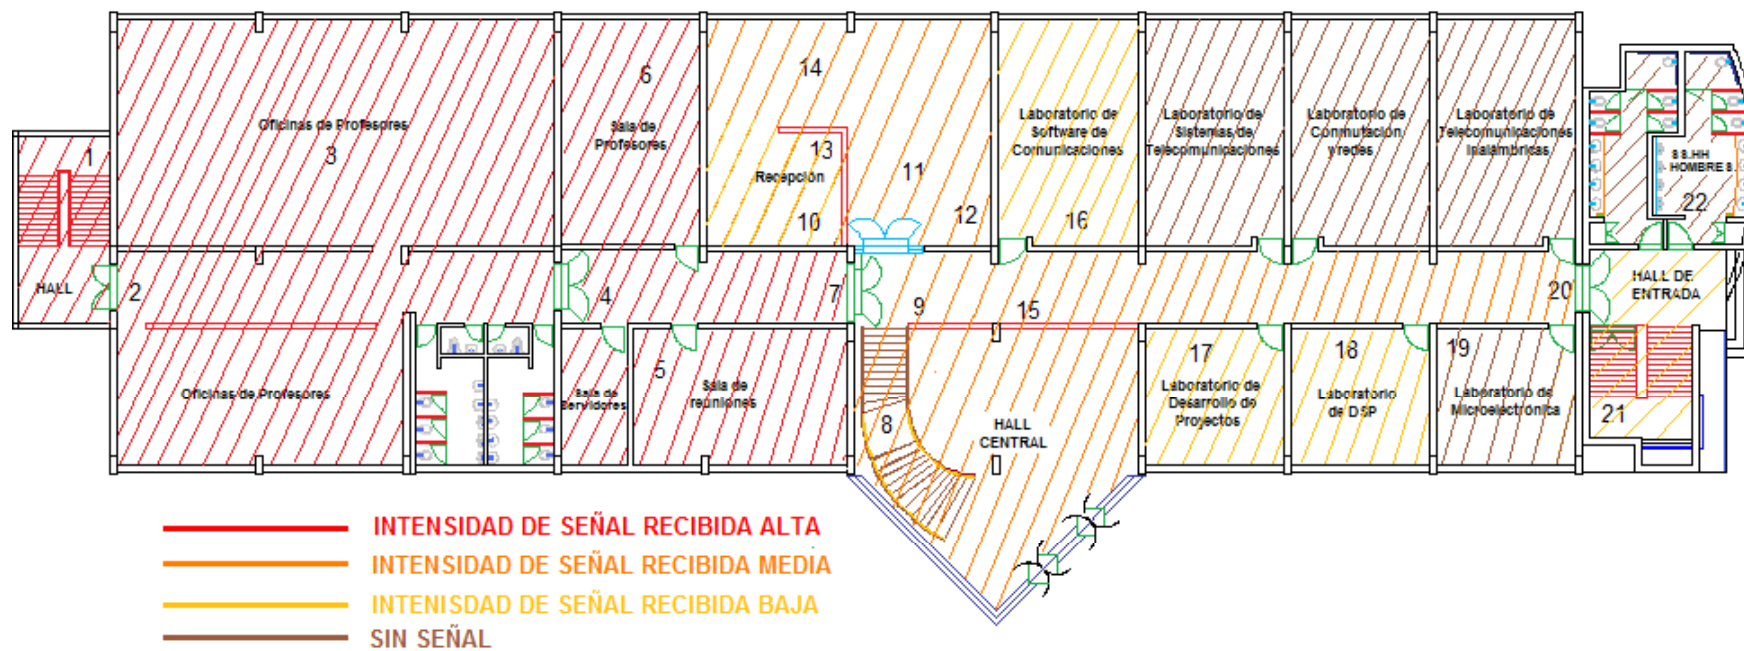 14
6
Oficinas de Profesores
3
1
Sala de
Profesores
13
Recepción
11
10
12
Laboratorio de
Software de
Comunicaciones
16
Laboratorio de
Sistemas de
Telecomunicaciones
Laboratorio de
Conmutación
y redes
Laboratorio de
Telecomunicaciones
Inalámbricas
SS.HH
HOMBRES.
22
HALL
2
4
7
9
15
20
HALL DE
ENTRADA
Oficinas de Profesores
Sala de
Servidores
5
Sala de
reuniones
8
HALL
CENTRAL
17
Laboratorio de
Desarrollo de
Proyectos
18
Laboratorio
de DSP
19
Laboratorio de
Microelectrónica
21
INTENSIDAD DE SEÑAL RECIBIDA ALTA
INTENSIDAD DE SEÑAL RECIBIDA MEDIA
INTENISDAD DE SEÑAL RECIBIDA BAJA
SIN SEÑAL